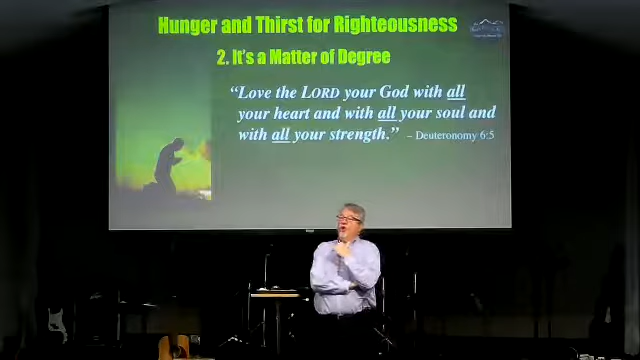 Hunger and Thirst for Righteousness
2. It's a Matter of Degree
"Love the LORD your God with all
your heart and with all your soul and
with all your strength." – Deuteronomy 6:5